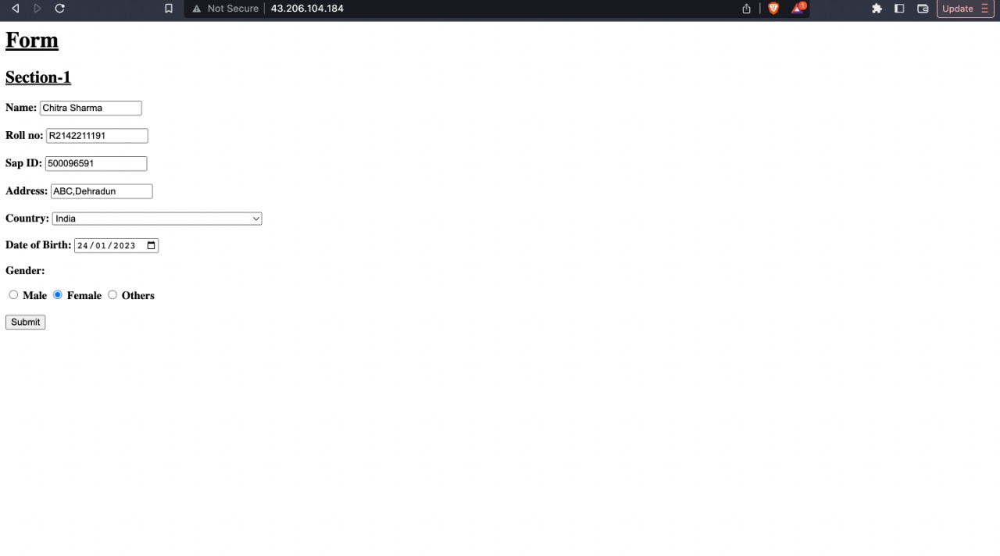 Not Secure 43.206.104.184 1 Update
Form
Section-1
Name: Chitra Sharma
Roll no: R2142211191
Sap ID: 500096591
Address: ABC,Dehradun
Country: India
Date of Birth: 24/01/2023
Gender:
Male Female Others
Submit